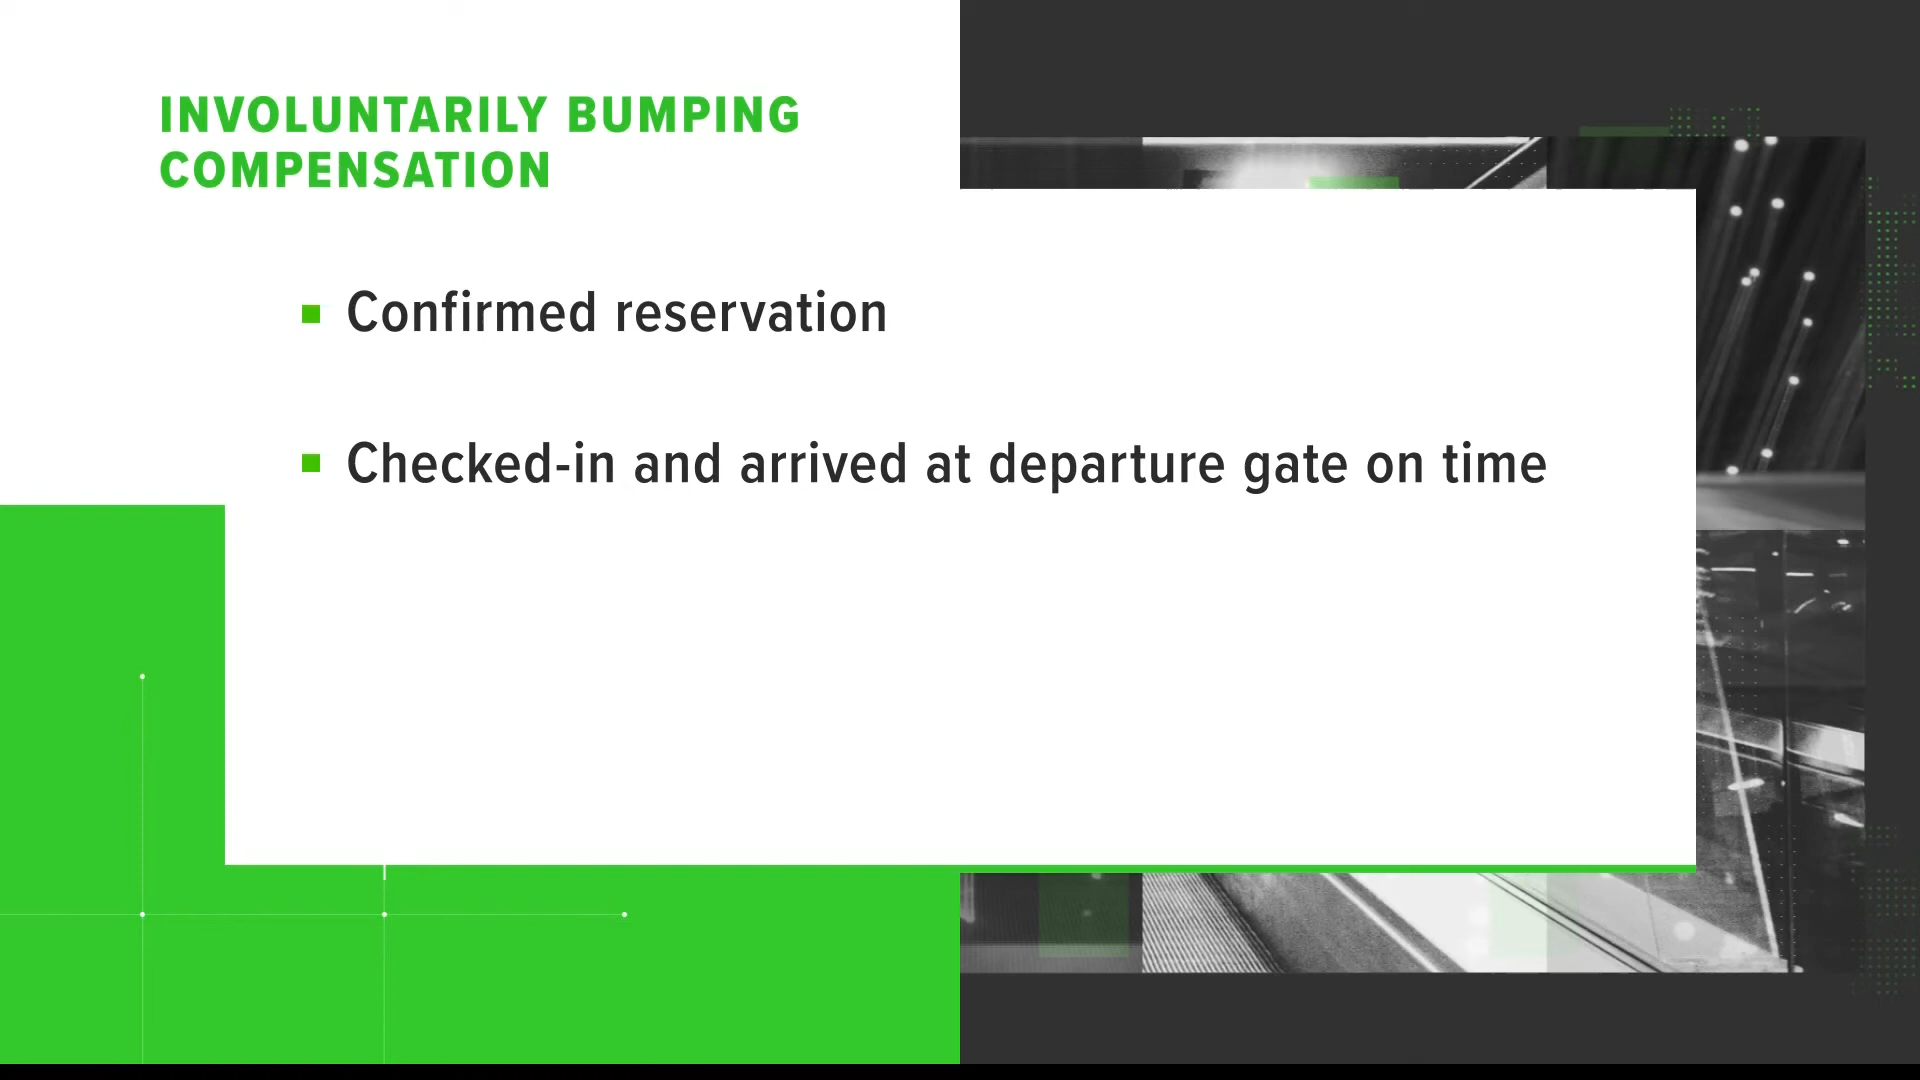 INVOLUNTARILY BUMPING
COMPENSATION
Confirmed reservation
Checked-in and arrived at departure gate on time